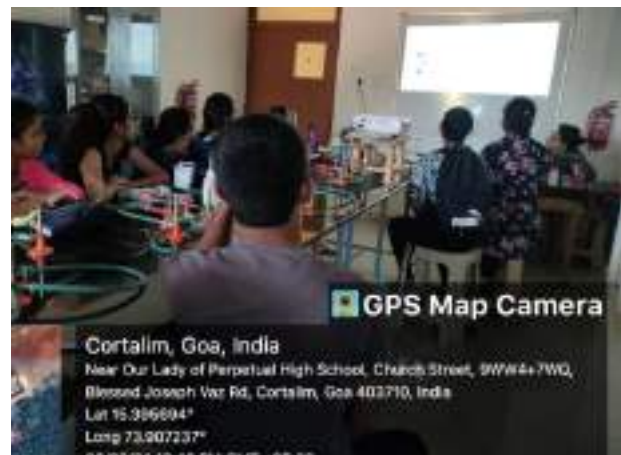 GPS Map Camera
Cortalim, Goa, India
Near Our Lady of Perpetual High School, Church Street, 9WW4+7WQ,
Blessed Joseph Vaz Rd, Cortalim, Goa 403710, India
Lat 15.396694°
Long 73.907237°